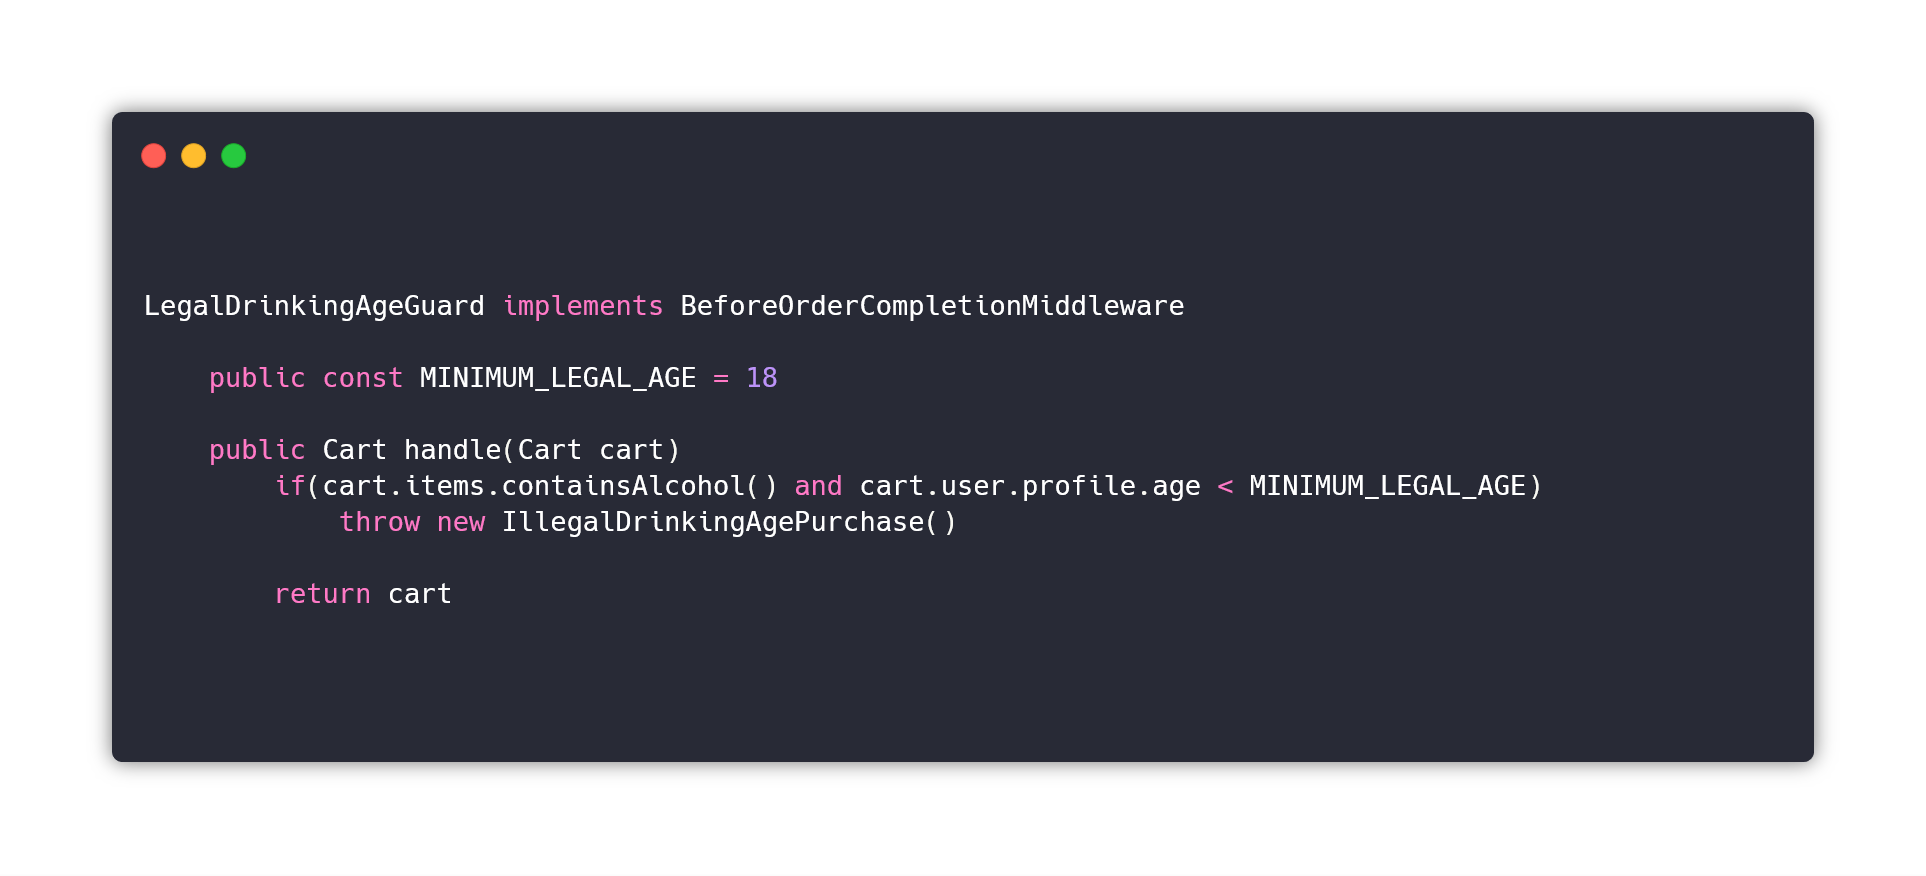 LegalDrinkingAgeGuard implements BeforeOrderCompletionMiddleware
public const MINIMUM_LEGAL_AGE = 18
public Cart handle(Cart cart)
if(cart.items.containsAlcohol() and cart.user.profile.age < MINIMUM_LEGAL_AGE)
throw new IllegalDrinkingAgePurchase()
return cart